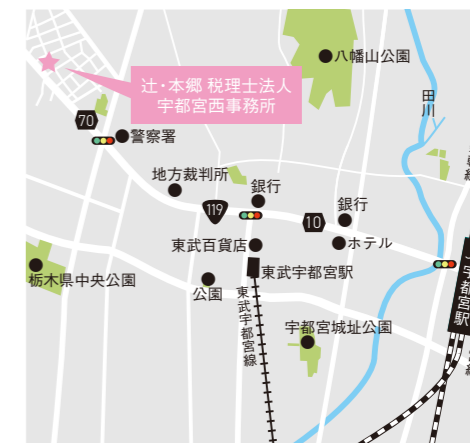 八幡山公園
辻・本郷 税理士法人
宇都宮西事務所
田川
70
警察署
地方裁判所
銀行
119
銀行
10
東武百貨店
ホテル
栃木県中央公園
東武宇都宮駅
公園
東武宇都宮線
宇都宮城址公園
宇都宮駅